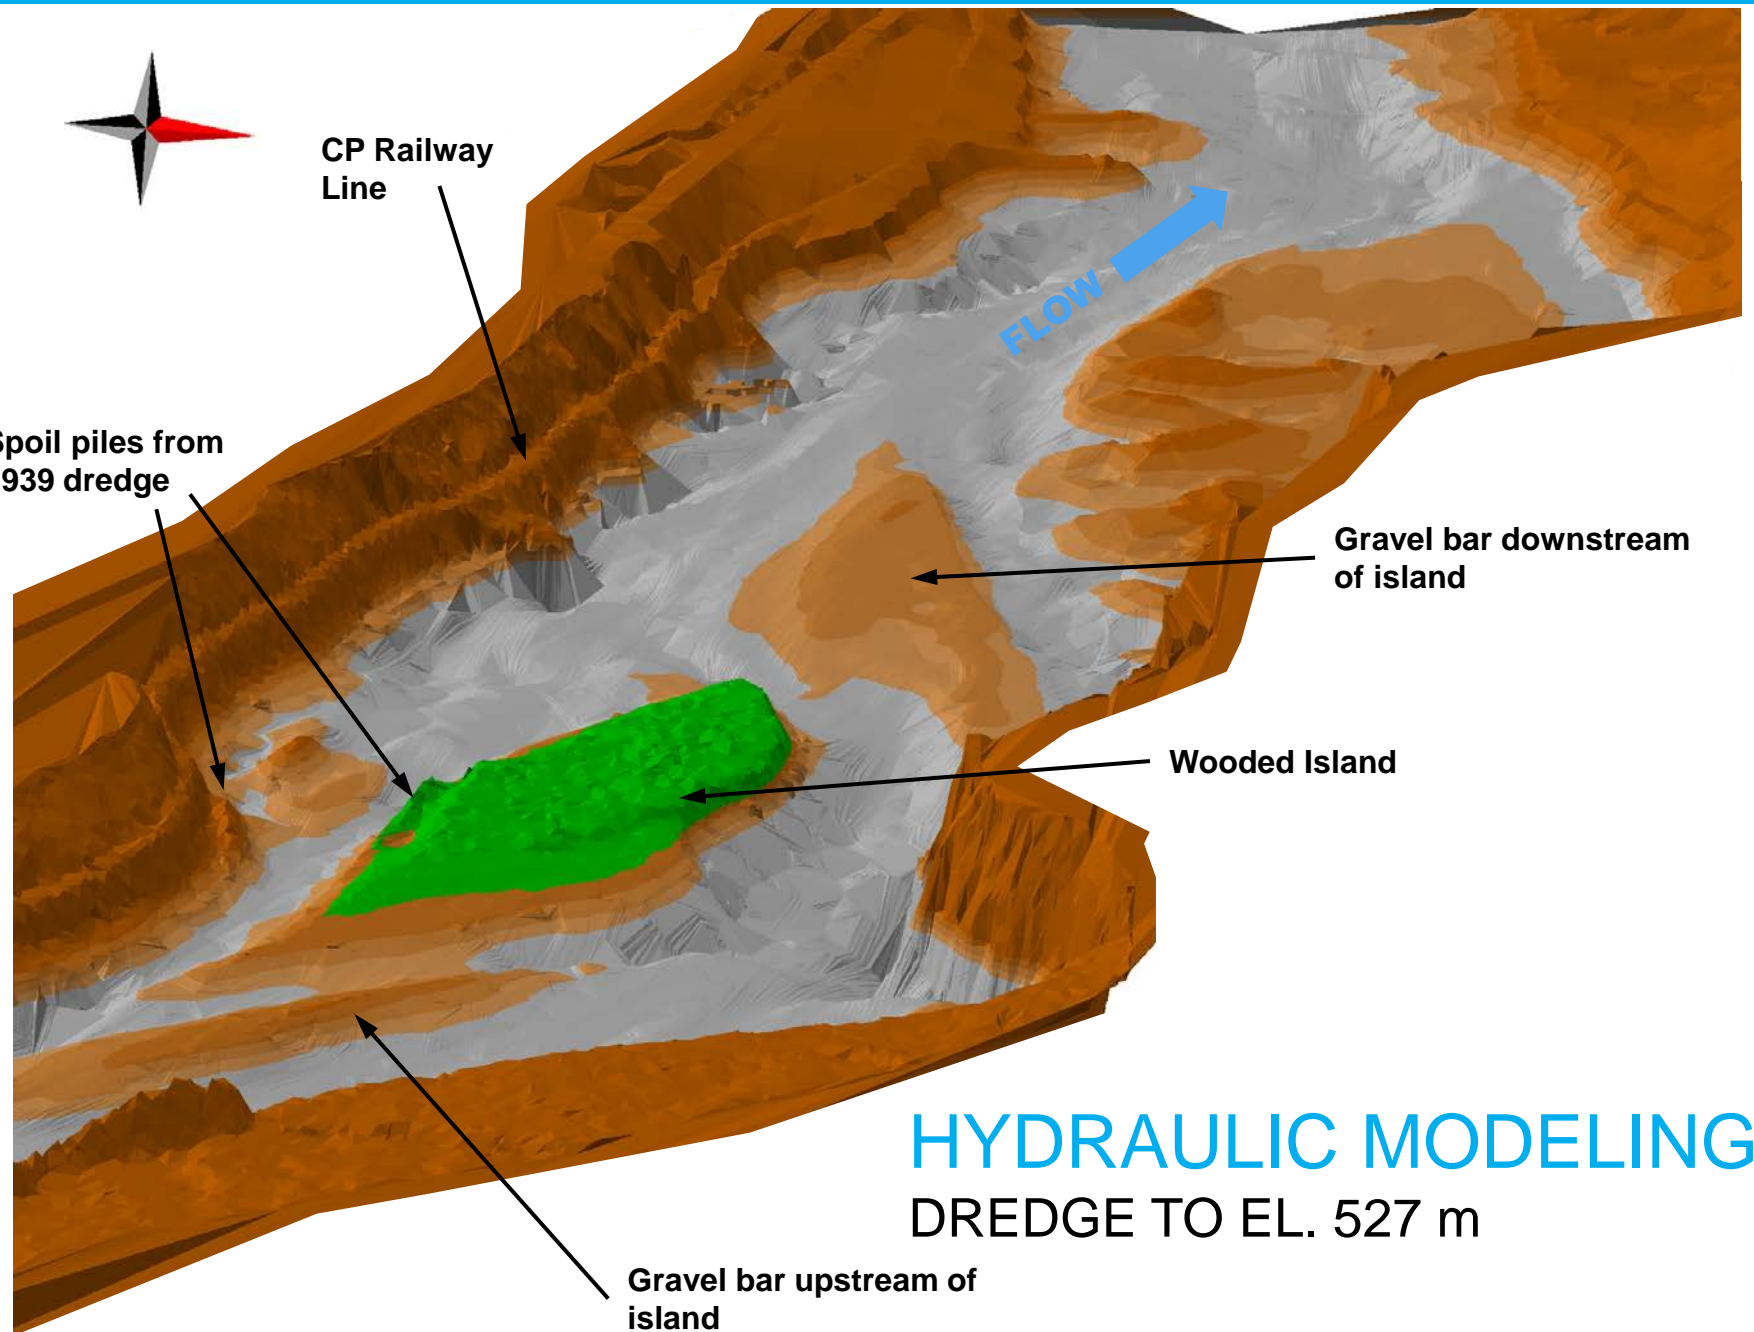 CP Railway
Line
FLOW
Spoil piles from
939 dredge
Gravel bar downstream
of island
Wooded Island
HYDRAULIC MODELING
DREDGE TO EL. 527 m
Gravel bar upstream of
island